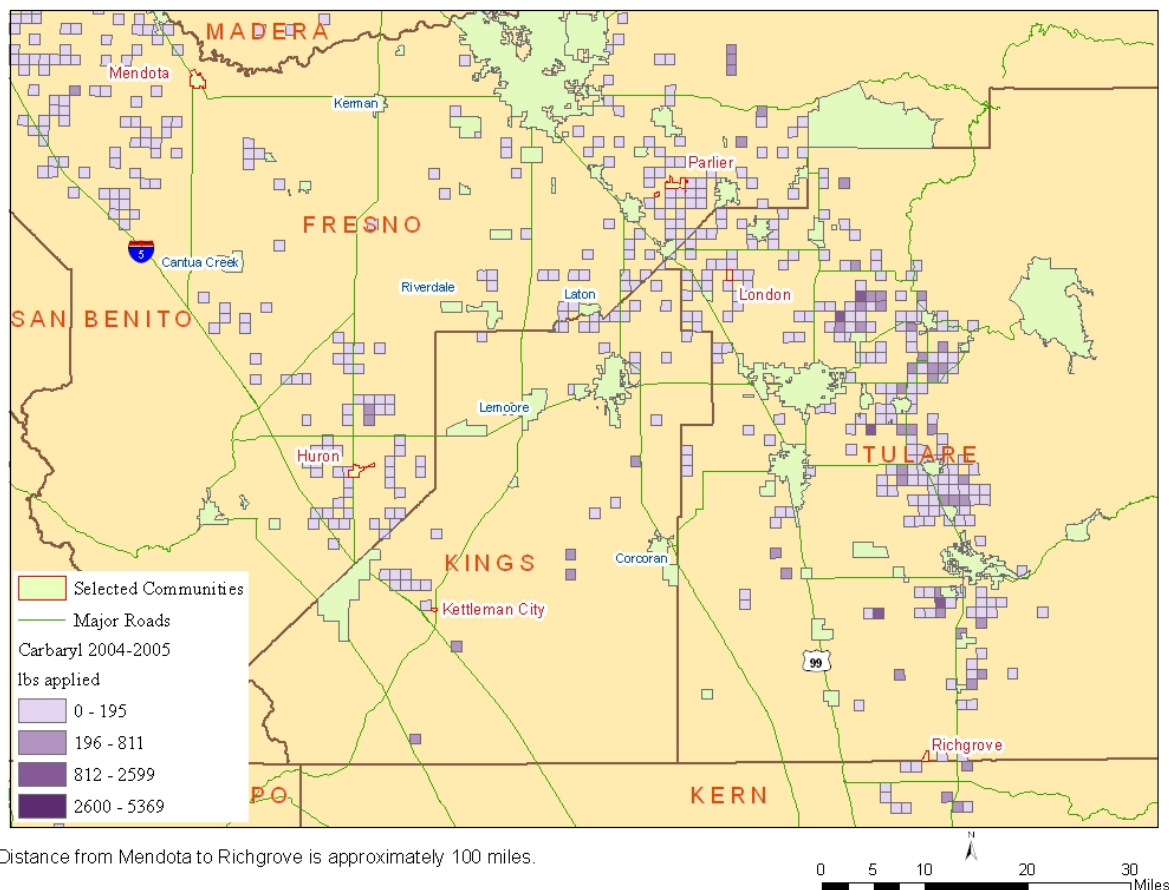 MADERA
Mendota
Kerman
Parlier
FRESNO
5
Cantua Creek
Riverdale
Laton
London
SAN BENITO
Lemoore
Huron
TULARE
KINGS
Corcoran
Kettleman City
99
Richgrove
PO
KERN
Selected Communities
Major Roads
Carbaryl 2004-2005
lbs applied
0 - 195
196 - 811
812 - 2599
2600 - 5369
Distance from Mendota to Richgrove is approximately 100 miles.
N
0 5 10 20 30
Miles